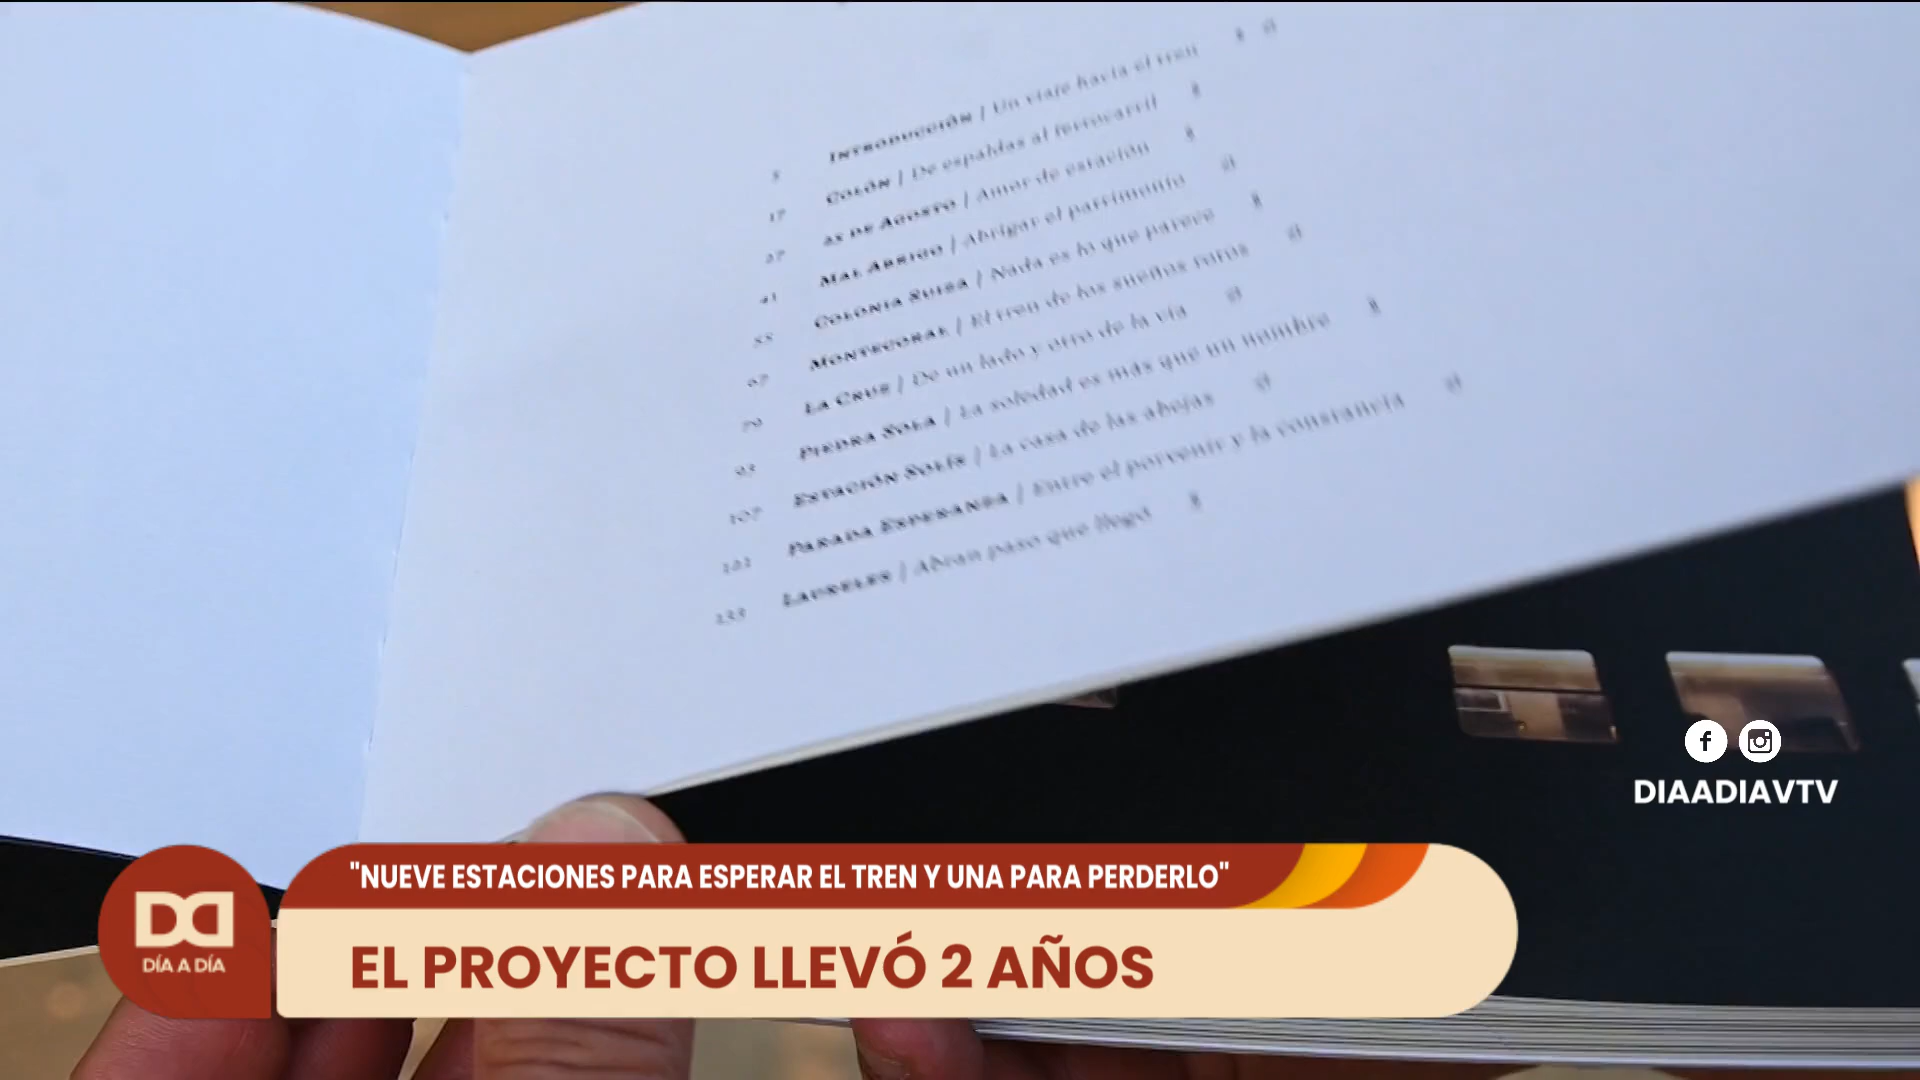 5 INTRODUCCIÓN | Un viaje hacia el tren
17 COLÓN | De espaldas al ferrocarril
27 25 DE AGOSTO | Amor de estación
41 MAL ABRIGO | Abrigar el patrimonio
55 COLONIA SUIZA | Nada es lo que parece
67 MONTECORAL | El tren de los sueños rotos
79 LA CRUZ | De un lado y otro de la vía
93 PIEDRA SOLA | La soledad es más que un nombre
107 ESTACIÓN SOLÍS | La casa de las abejas
121 PARADA ESPERANZA | Entre el porvenir y la constancia
133 LAURELES | Abran paso que llegó
f
DIAADIAVTV
"NUEVE ESTACIONES PARA ESPERAR EL TREN Y UNA PARA PERDERLO"
DD
DÍA A DÍA
EL PROYECTO LLEVÓ 2 AÑOS